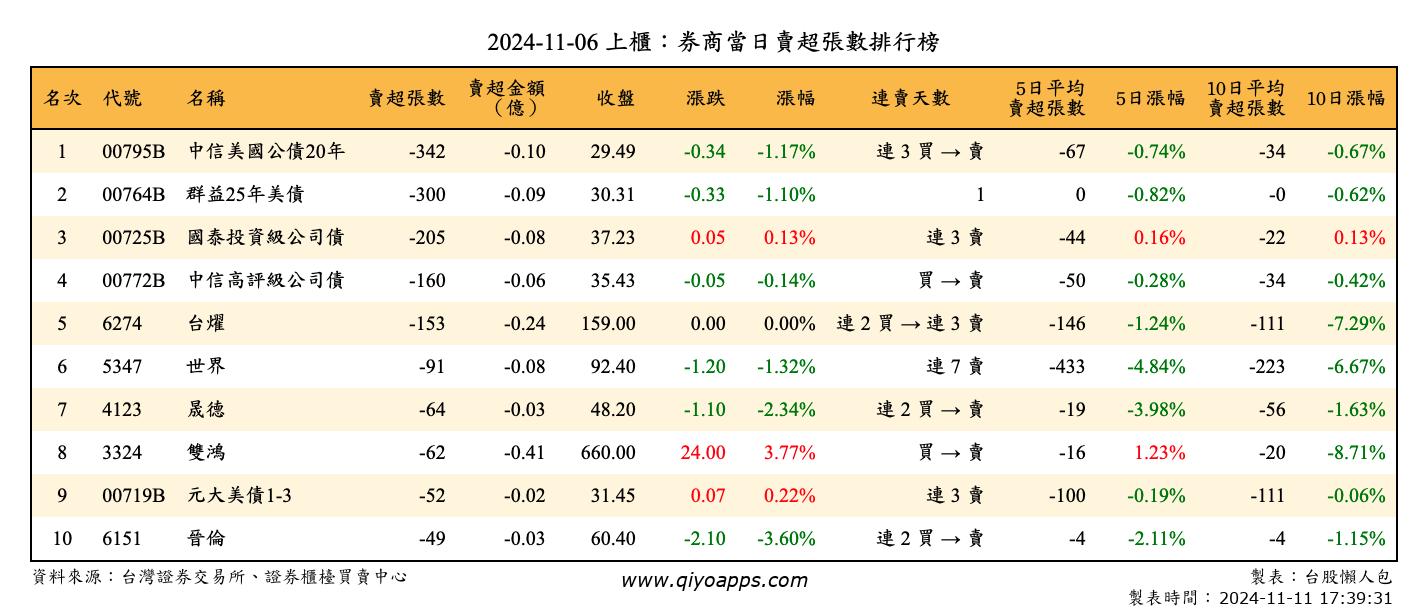 2024-11-06 上櫃：券商當日賣超張數排行榜
名次 代號 名稱 賣超張數 賣超金額（億） 收盤 漲跌 漲幅 連賣天數 5日平均賣超張數 5日漲幅 10日平均賣超張數 10日漲幅
1 00795B 中信美國公債20年 -342 -0.10 29.49 -0.34 -1.17% 連 3 買 → 賣 -67 -0.74% -34 -0.67%
2 00764B 群益25年美債 -300 -0.09 30.31 -0.33 -1.10% 1 0 -0.82% -0 -0.62%
3 00725B 國泰投資級公司債 -205 -0.08 37.23 0.05 0.13% 連 3 賣 -44 0.16% -22 0.13%
4 00772B 中信高評級公司債 -160 -0.06 35.43 -0.05 -0.14% 買 → 賣 -50 -0.28% -34 -0.42%
5 6274 台燿 -153 -0.24 159.00 0.00 0.00% 連 2 買 → 連 3 賣 -146 -1.24% -111 -7.29%
6 5347 世界 -91 -0.08 92.40 -1.20 -1.32% 連 7 賣 -433 -4.84% -223 -6.67%
7 4123 晟德 -64 -0.03 48.20 -1.10 -2.34% 連 2 買 → 賣 -19 -3.98% -56 -1.63%
8 3324 雙鴻 -62 -0.41 660.00 24.00 3.77% 買 → 賣 -16 1.23% -20 -8.71%
9 00719B 元大美債1-3 -52 -0.02 31.45 0.07 0.22% 連 3 賣 -100 -0.19% -111 -0.06%
10 6151 晉倫 -49 -0.03 60.40 -2.10 -3.60% 連 2 買 → 賣 -4 -2.11% -4 -1.15%
資料來源：台灣證券交易所、證券櫃檯買賣中心
www.qiyoapps.com
製表：台股懶人包
製表時間：2024-11-11 17:39:31